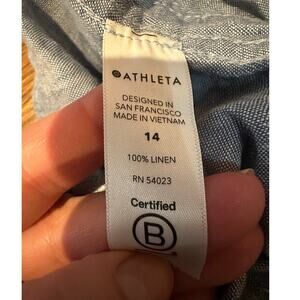 ATHLETA
DESIGNED IN
SAN FRANCISCO
MADE IN VIETNAM
14
100% LINEN
RN 54023
Certified
B